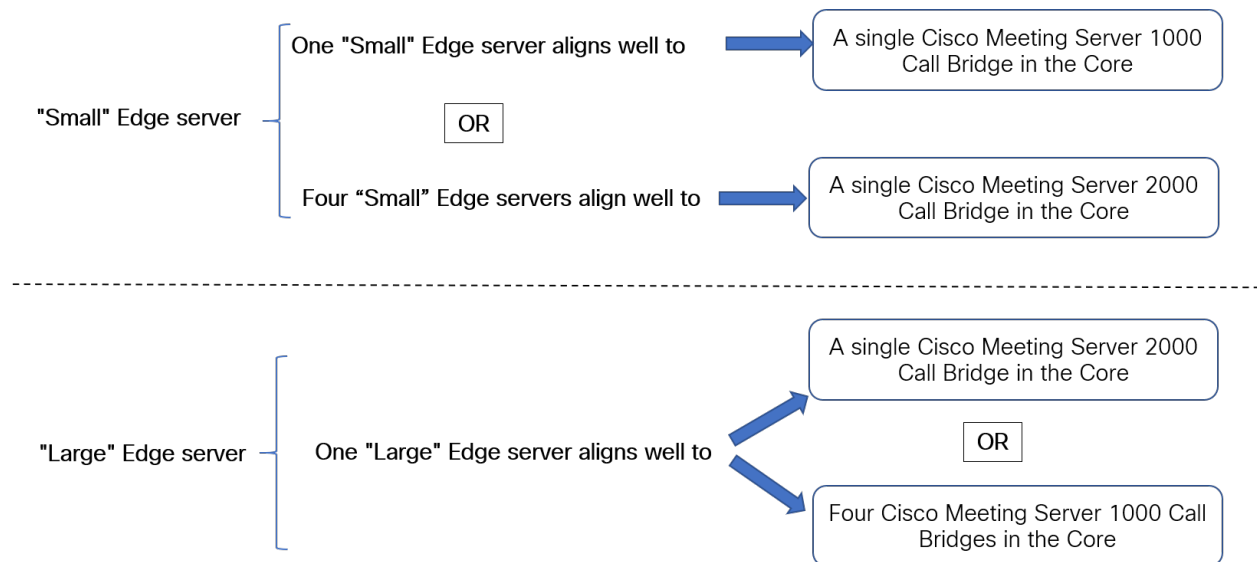 One "Small" Edge server aligns well to
A single Cisco Meeting Server 1000
Call Bridge in the Core
"Small" Edge server
OR
Four “Small” Edge servers align well to
A single Cisco Meeting Server 2000
Call Bridge in the Core
A single Cisco Meeting Server 2000
Call Bridge in the Core
"Large" Edge server
One "Large" Edge server aligns well to
OR
Four Cisco Meeting Server 1000 Call
Bridges in the Core